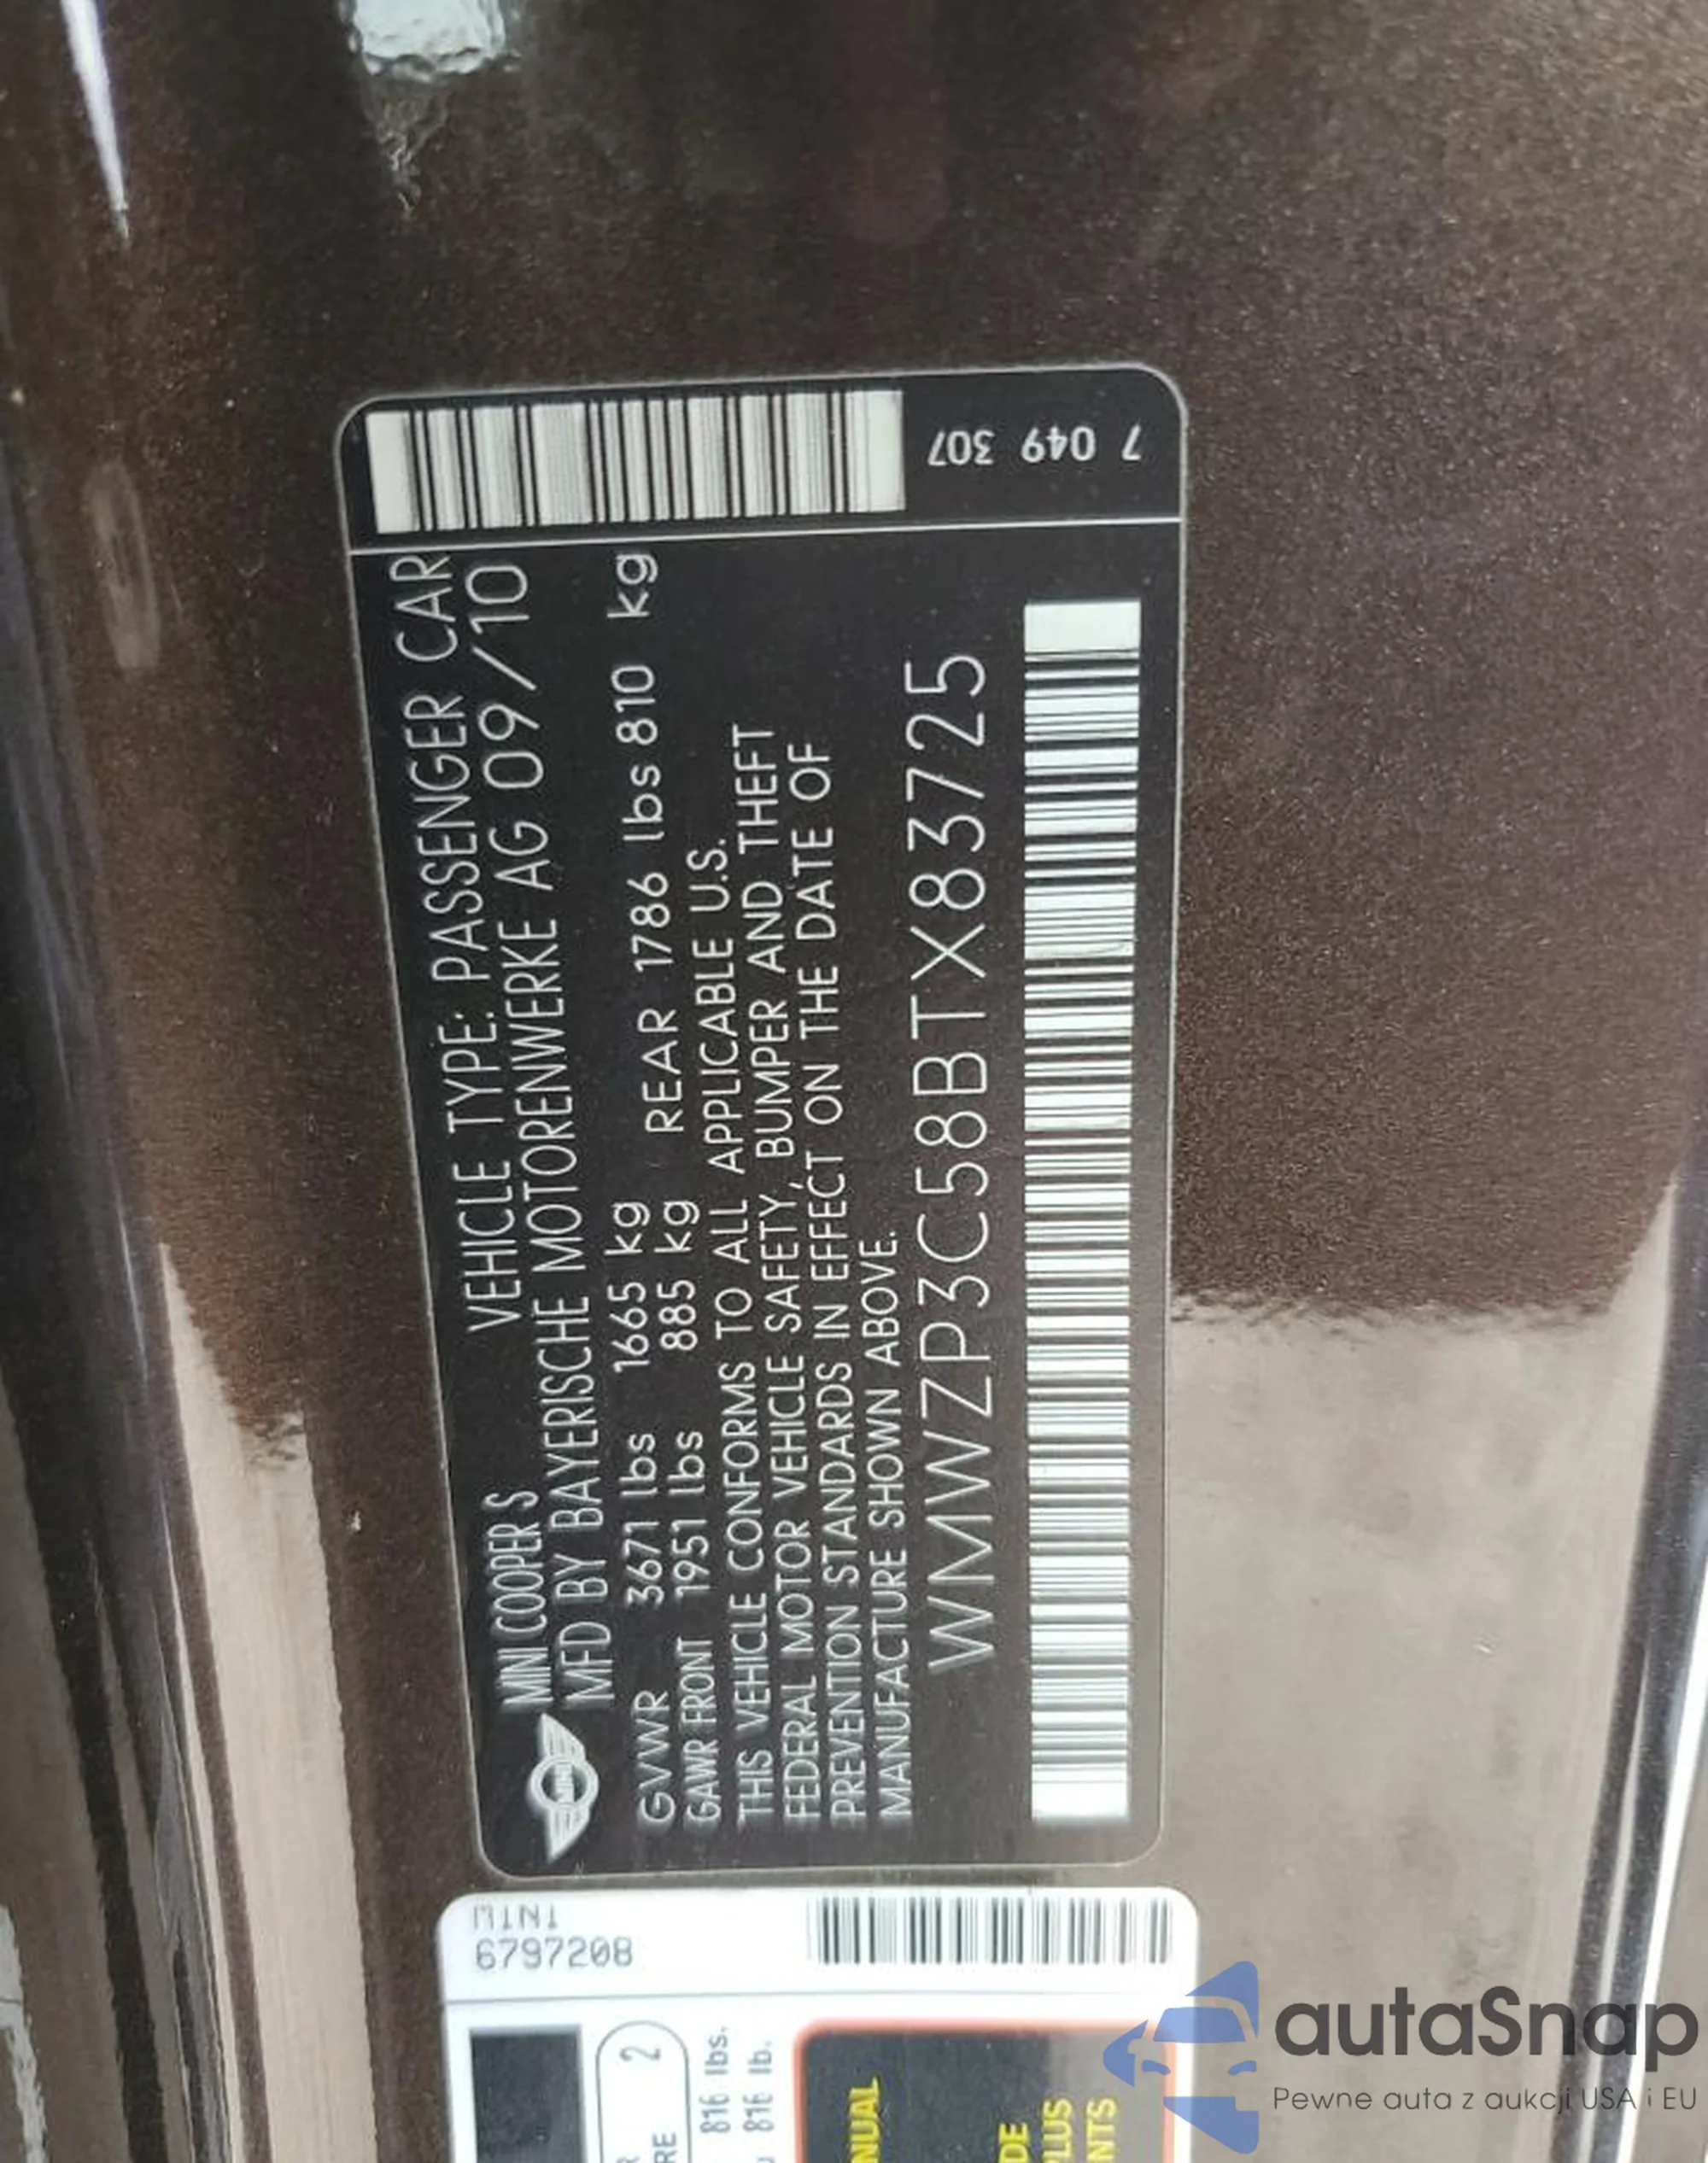 MINI COOPER S VEHICLE TYPE: PASSENGER CAR
MFD BY BAYERISCHE MOTORENWERKE AG 09/10
GVWR 3671 lbs 1665 kg
GAWR FRONT 1951 lbs 885 kg REAR 1786 lbs 810 kg
THIS VEHICLE CONFORMS TO ALL APPLICABLE U.S.
FEDERAL MOTOR VEHICLE SAFETY, BUMPER AND THEFT
PREVENTION STANDARDS IN EFFECT ON THE DATE OF
MANUFACTURE SHOWN ABOVE.
WMWZP3C58BTX83725
7 049 307
MINI
MINI
6797208
2
816 lbs.
816 lb.
autaSnap
Pewne auta z aukcji USA i EU